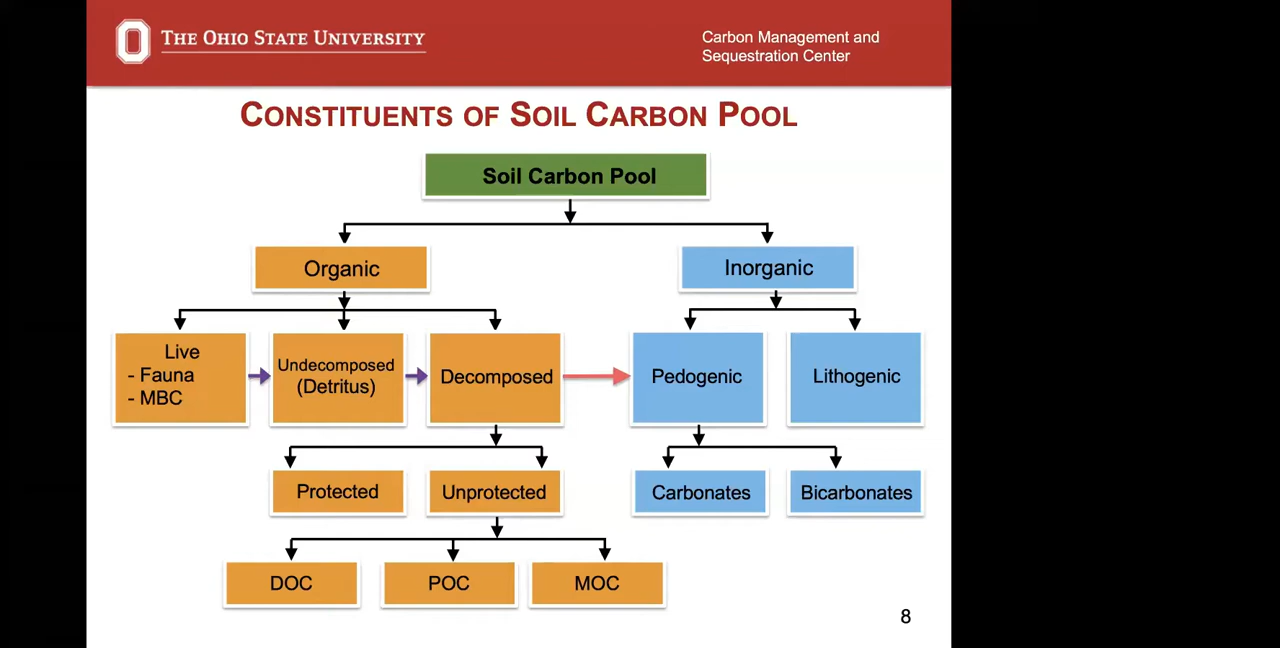 THE OHIO STATE UNIVERSITY
Carbon Management and
Sequestration Center
CONSTITUENTS OF SOIL CARBON POOL
Soil Carbon Pool
Organic
Inorganic
Live
- Fauna
- MBC
Undecomposed
(Detritus)
Decomposed
Pedogenic
Lithogenic
Protected
Unprotected
Carbonates
Bicarbonates
DOC
POC
MOC
8